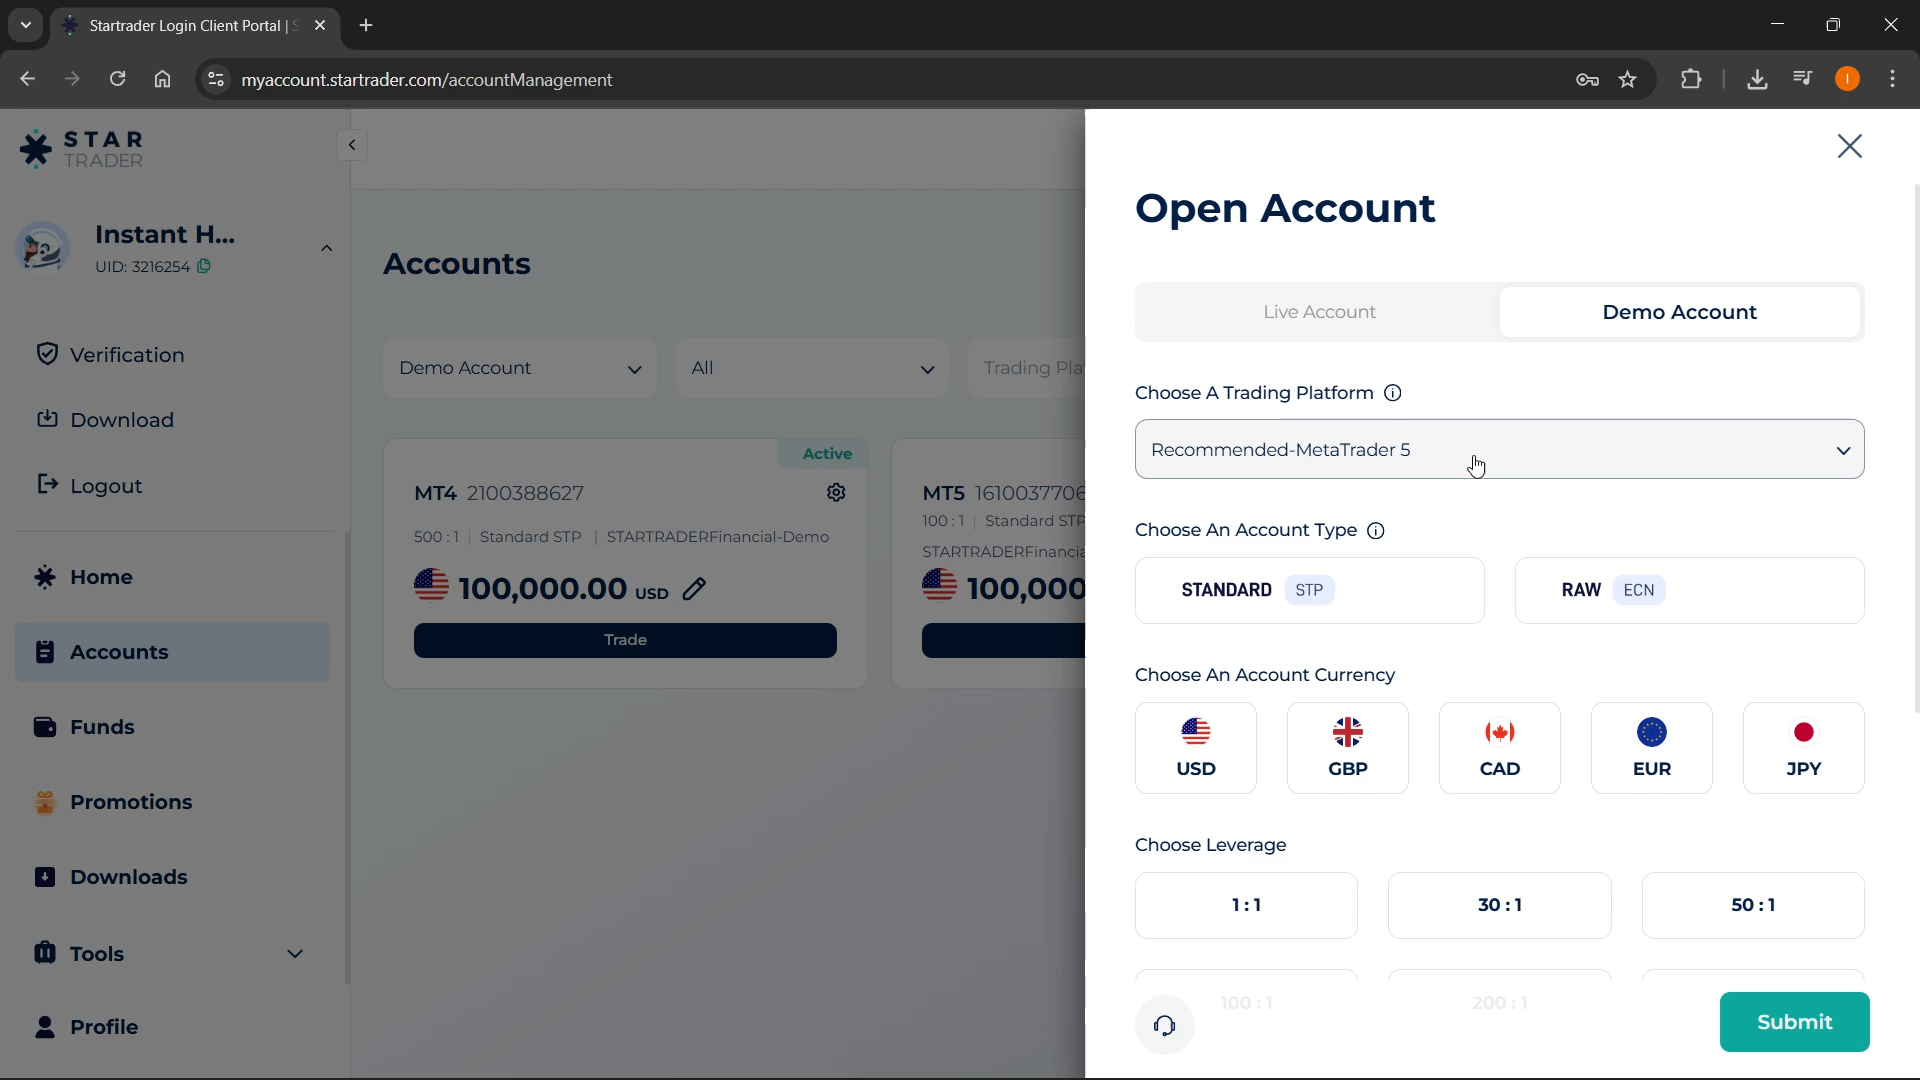 Startrader Login Client Portal | S
myaccount.startrader.com/accountManagement
I
STAR
TRADER
Instant H...
UID: 3216254
Verification
Download
Logout
Home
Accounts
Funds
Promotions
Downloads
Tools
Profile
Accounts
Demo Account
All
Trading Pla
Active
MT4 2100388627
500 : 1 | Standard STP | STARTRADERFinancial-Demo
100,000.00 USD
Trade
MT5 1610037706
100 : 1 | Standard STP
STARTRADERFinancia
100,000
Open Account
Live Account
Demo Account
Choose A Trading Platform
Recommended-MetaTrader 5
Choose An Account Type
STANDARD STP
RAW ECN
Choose An Account Currency
USD
GBP
CAD
EUR
JPY
Choose Leverage
1 : 1
30 : 1
50 : 1
100 : 1
200 : 1
Submit